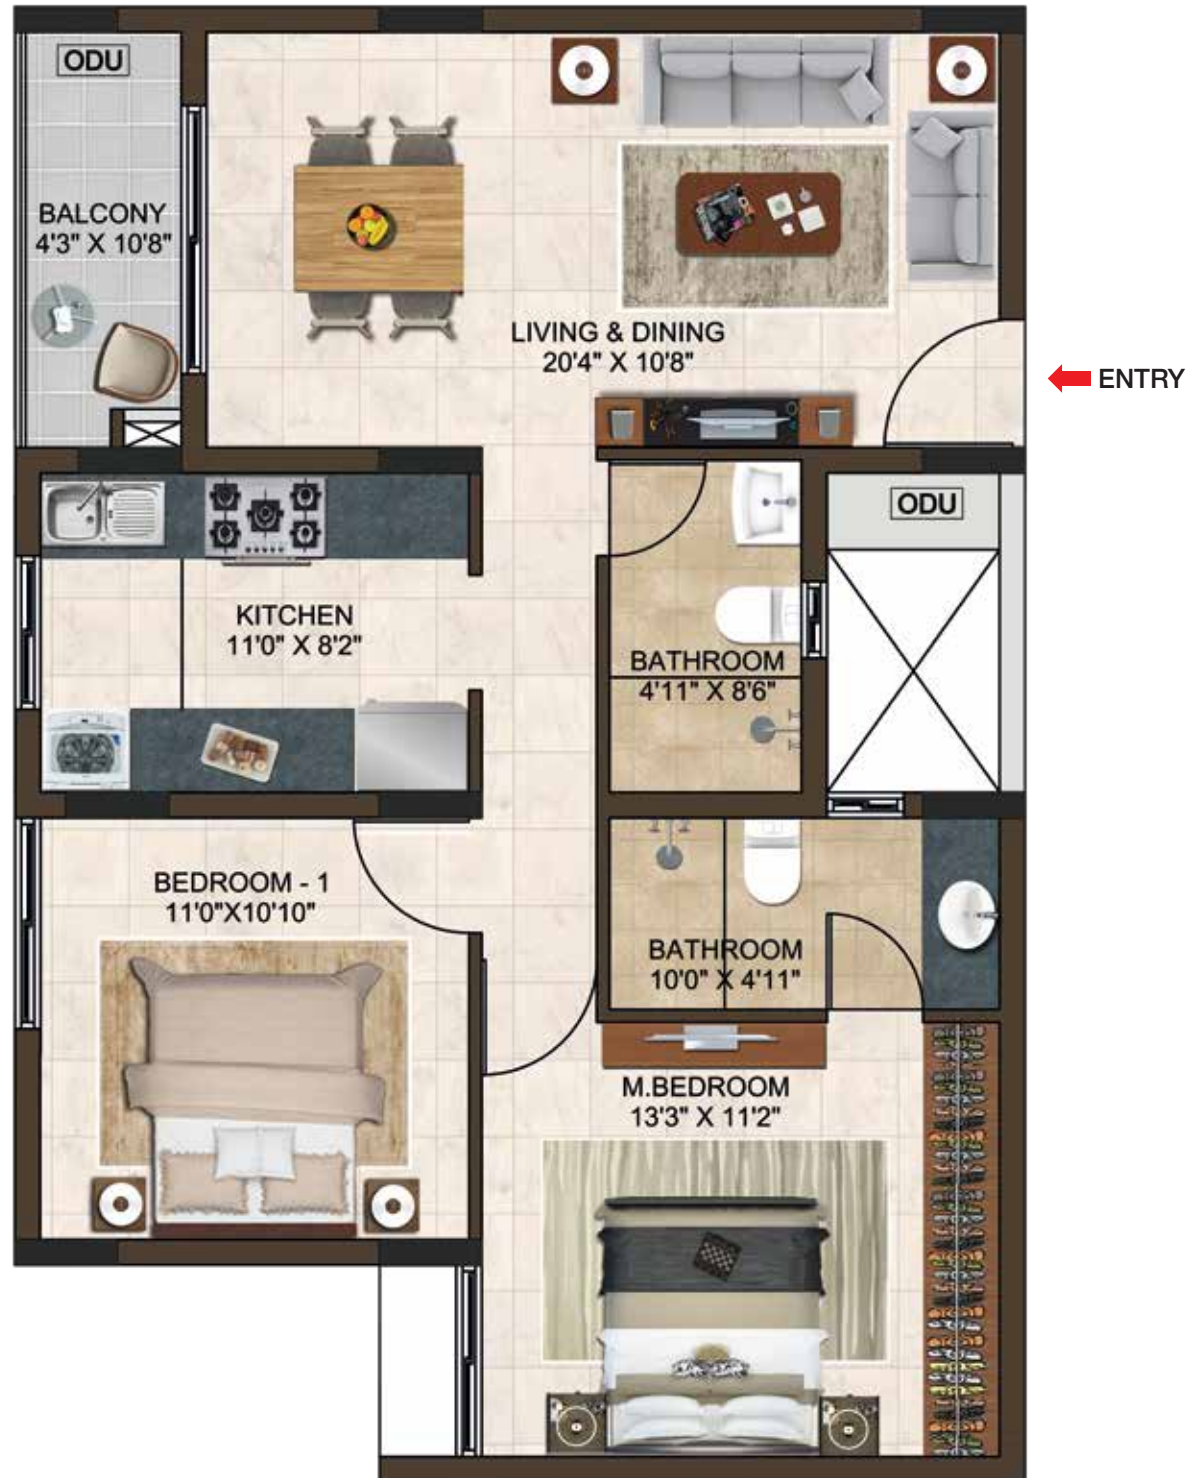 ODU
BALCONY
4'3" X 10'8"
LIVING & DINING
20'4" X 10'8"
ENTRY
KITCHEN
11'0" X 8'2"
ODU
BATHROOM
4'11" X 8'6"
BEDROOM - 1
11'0"X10'10"
BATHROOM
10'0" X 4'11"
M.BEDROOM
13'3" X 11'2"